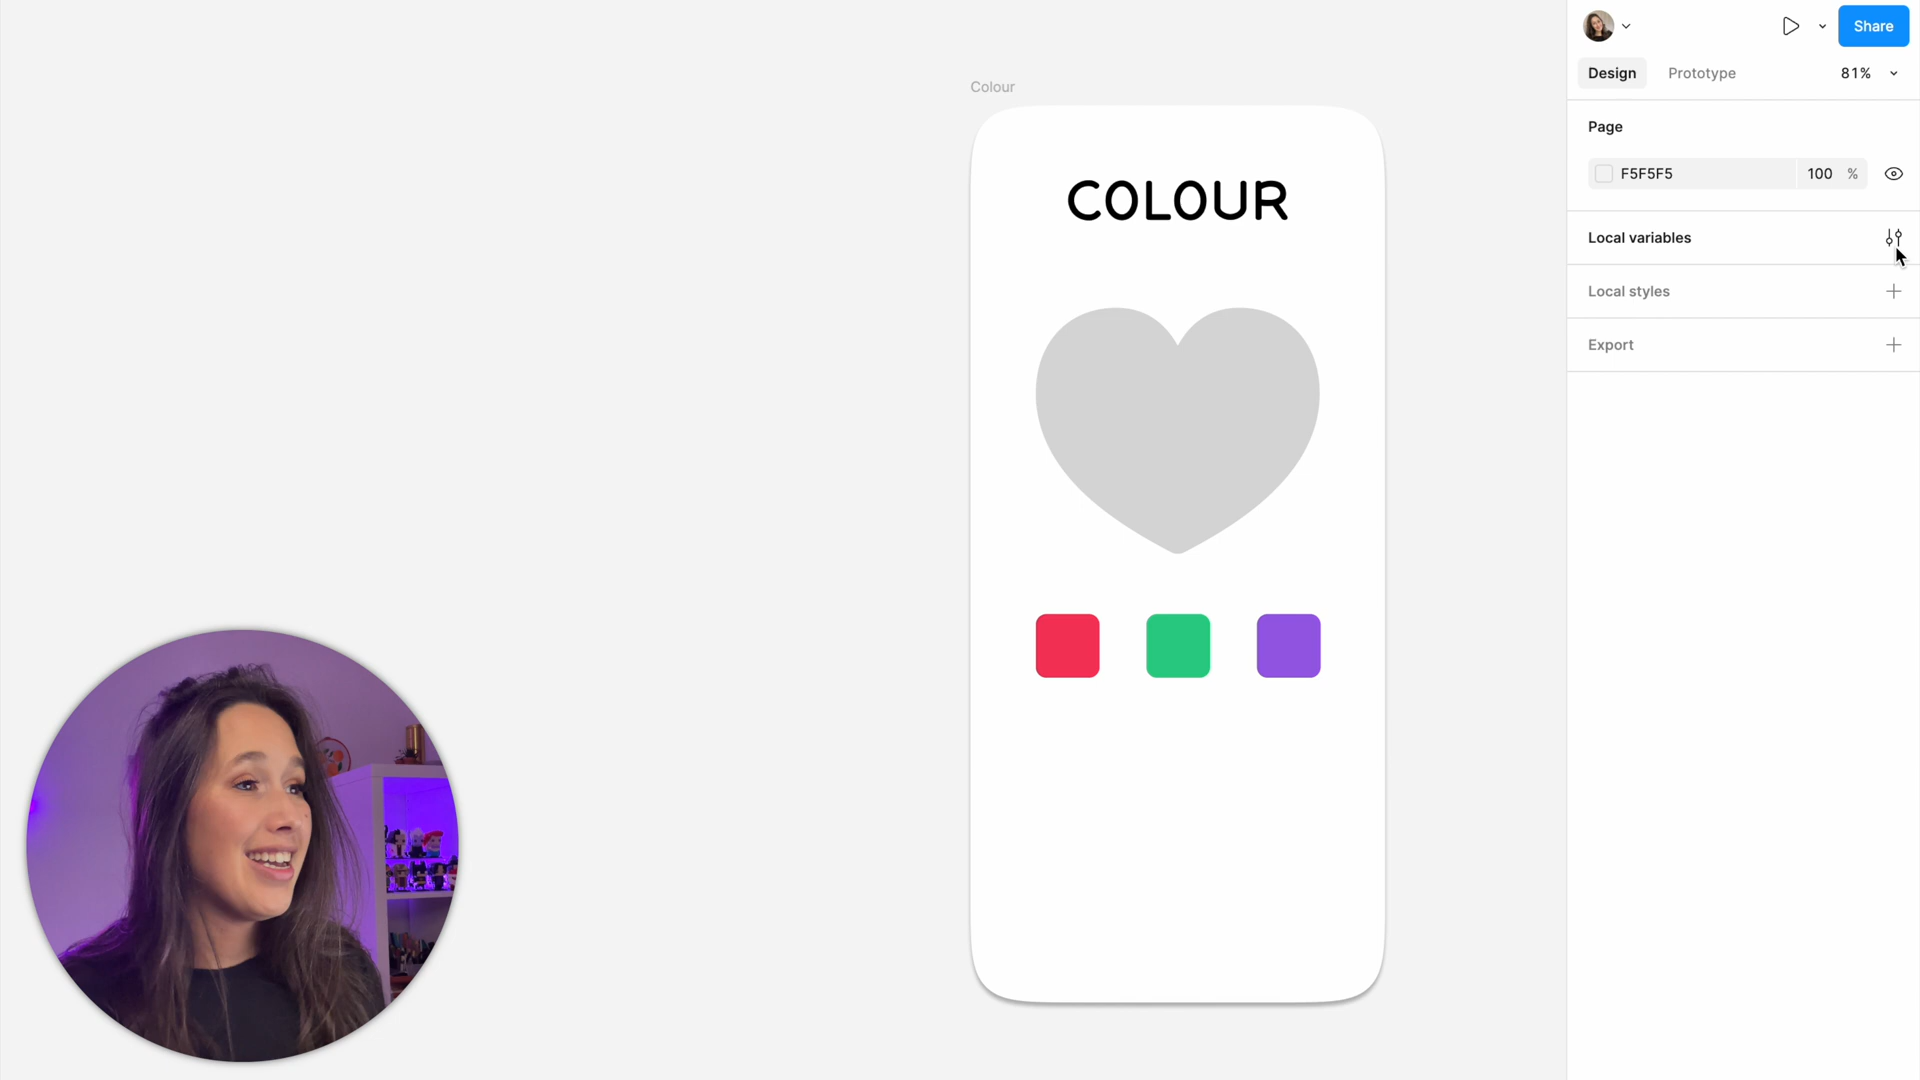 Share
Design Prototype 81%
Page
F5F5F5 100 %
Local variables
Local styles
Export
Colour
COLOUR